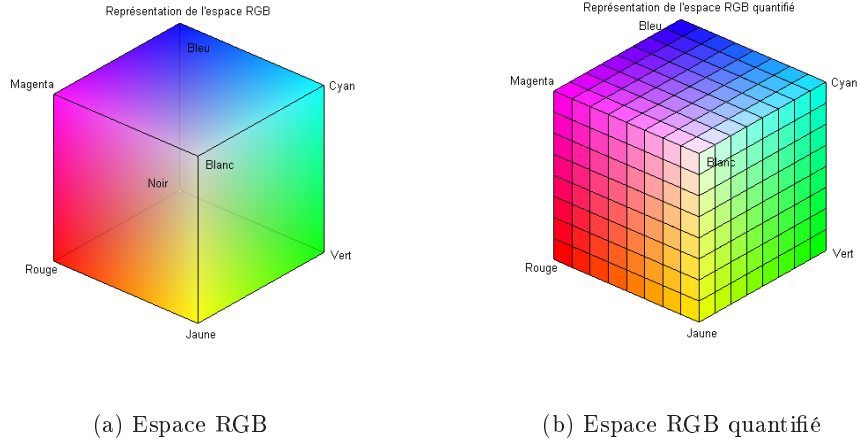 Représentation de l'espace RGB
Bleu
Magenta
Cyan
Blanc
Noir
Rouge
Vert
Jaune
(a) Espace RGB
Représentation de l'espace RGB quantifié
Bleu
Magenta
Cyan
Blanc
Rouge
Vert
Jaune
(b) Espace RGB quantifié